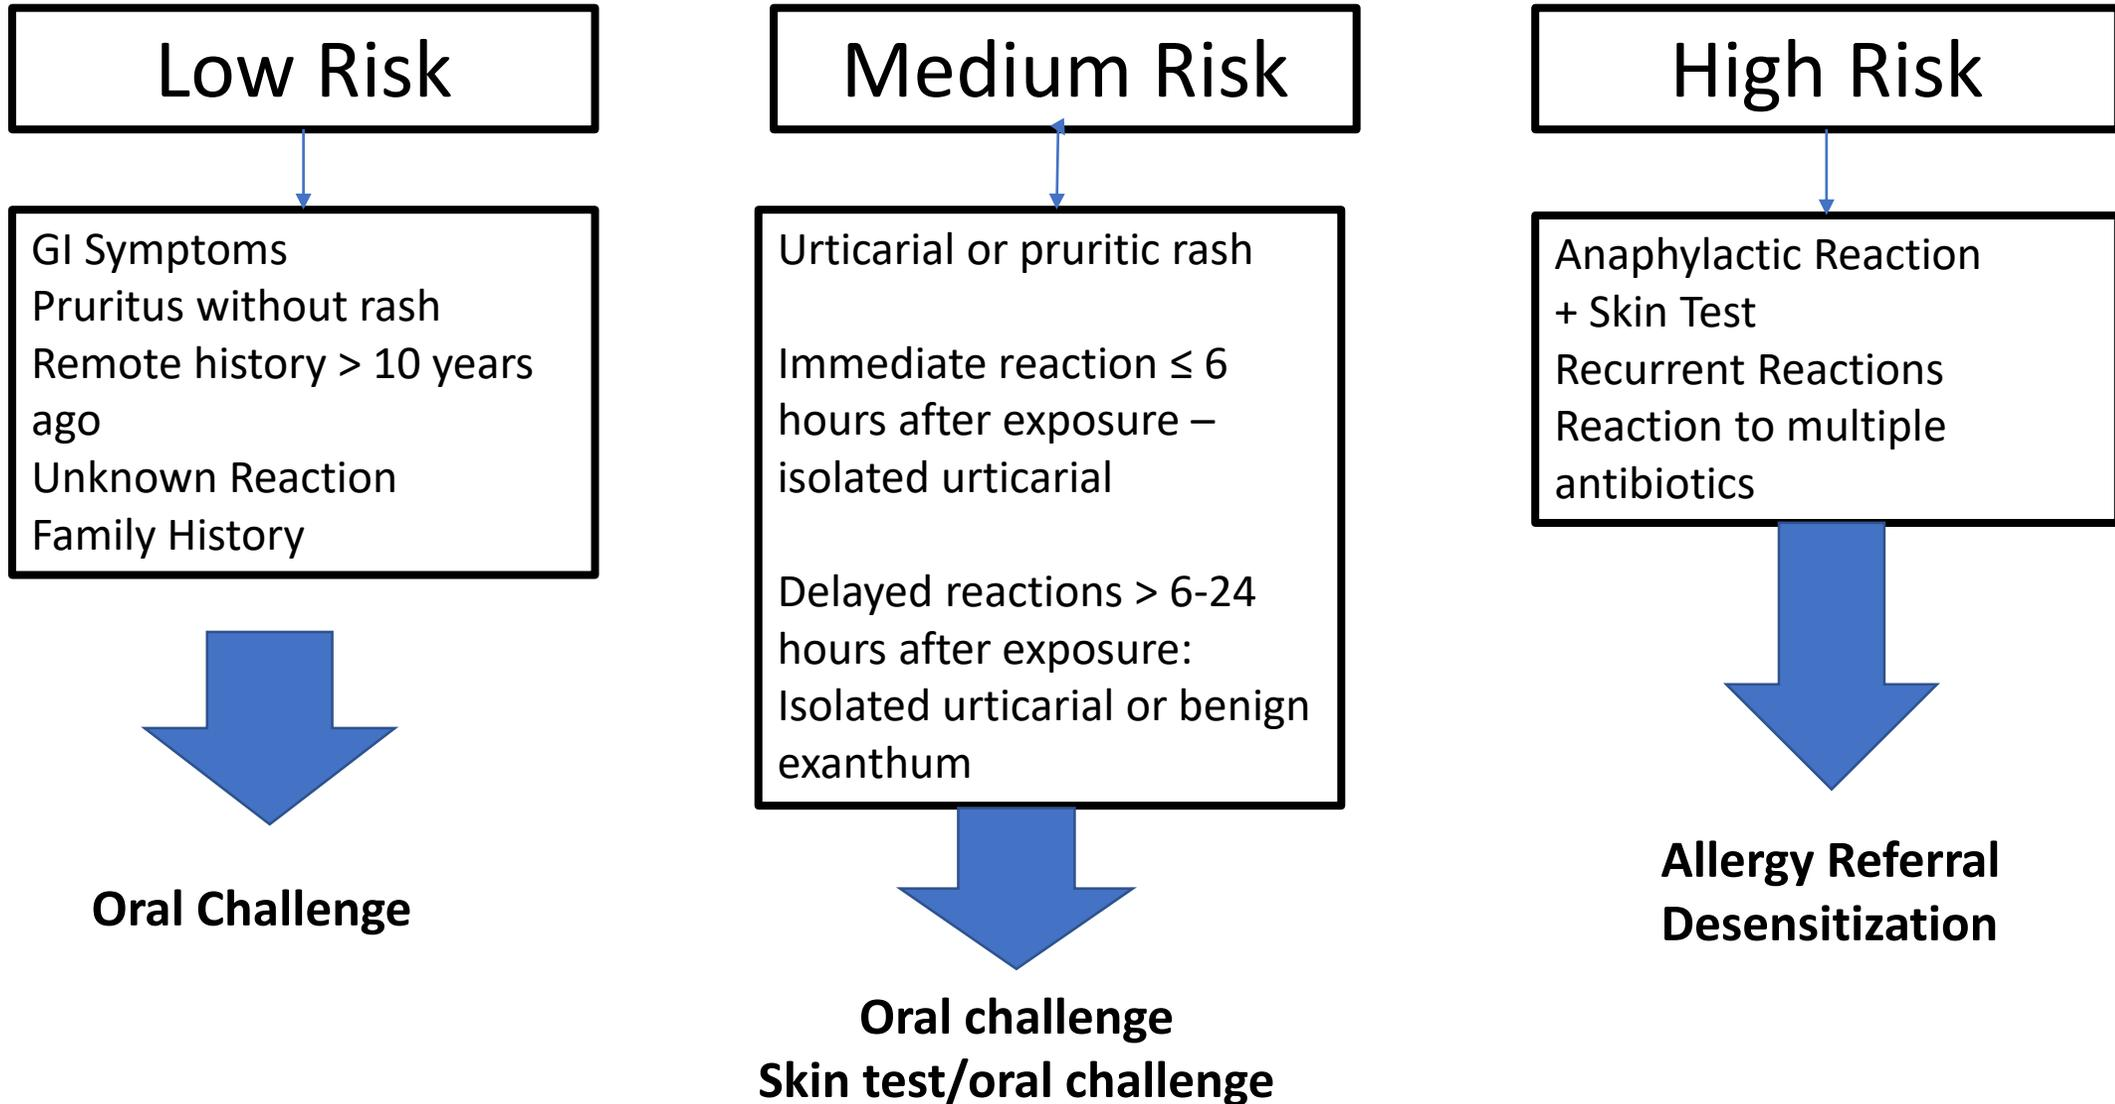 Low Risk
GI Symptoms
Pruritus without rash
Remote history > 10 years
ago
Unknown Reaction
Family History
Oral Challenge
Medium Risk
Urticarial or pruritic rash
Immediate reaction ≤ 6
hours after exposure –
isolated urticarial
Delayed reactions > 6-24
hours after exposure:
Isolated urticarial or benign
exanthum
Oral challenge
Skin test/oral challenge
High Risk
Anaphylactic Reaction
+ Skin Test
Recurrent Reactions
Reaction to multiple
antibiotics
Allergy Referral
Desensitization